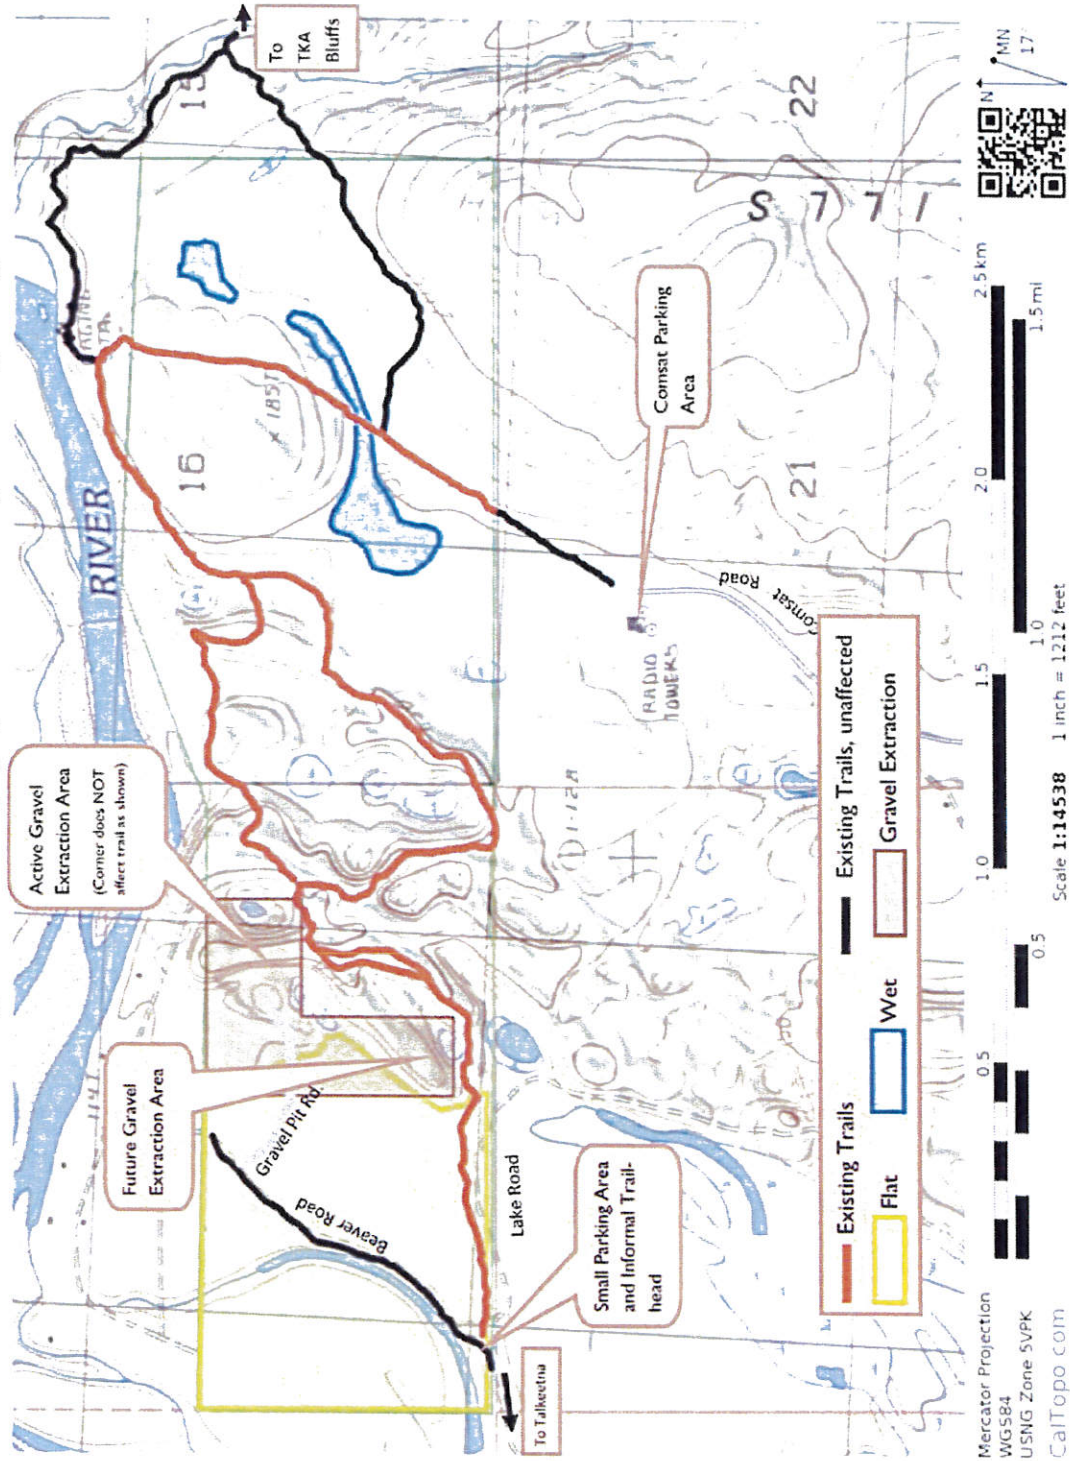 To
TKA
Bluffs
15
22
RIVER
16
× 1857
21
S 7 7 1
Active Gravel
Extraction Area
(Corner does NOT
affect trail as shown)
Comsat Parking
Area
Comsat Road
RADIO
TOWERS
Future Gravel
Extraction Area
Gravel Pit Rd.
Beaver Road
Lake Road
Small Parking Area
and Informal Trail-
head
To Talkeetna
Existing Trails
Existing Trails, unaffected
Flat
Wet
Gravel Extraction
Mercator Projection
WGS84
USNG Zone 5VPK
CalTopo com
0.5
1.0
1.5
2.0
2.5 km
0.5
1.0
1.5 mi
Scale 1:14538 1 inch = 1212 feet
N
MN
17